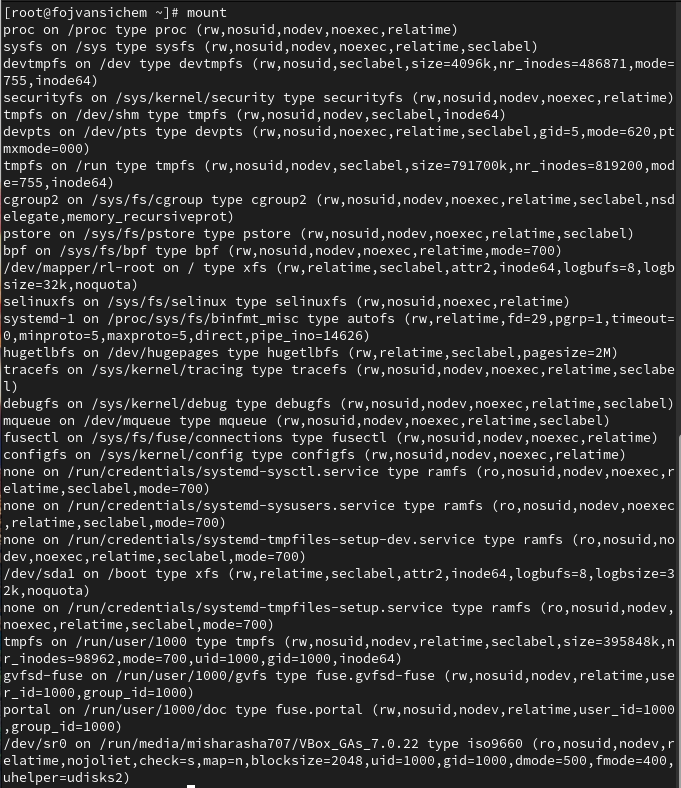 [root@fojvansichem ~]# mount
proc on /proc type proc (rw,nosuid,nodev,noexec,relatime)
sysfs on /sys type sysfs (rw,nosuid,nodev,noexec,relatime,seclabel)
devtmpfs on /dev type devtmpfs (rw,nosuid,seclabel,size=4096k,nr_inodes=486871,mode=
755,inode64)
securityfs on /sys/kernel/security type securityfs (rw,nosuid,nodev,noexec,relatime)
tmpfs on /dev/shm type tmpfs (rw,nosuid,nodev,seclabel,inode64)
devpts on /dev/pts type devpts (rw,nosuid,noexec,relatime,seclabel,gid=5,mode=620,pt
mxmode=000)
tmpfs on /run type tmpfs (rw,nosuid,nodev,seclabel,size=791700k,nr_inodes=819200,mod
e=755,inode64)
cgroup2 on /sys/fs/cgroup type cgroup2 (rw,nosuid,nodev,noexec,relatime,seclabel,nsd
elegate,memory_recursiveprot)
pstore on /sys/fs/pstore type pstore (rw,nosuid,nodev,noexec,relatime,seclabel)
bpf on /sys/fs/bpf type bpf (rw,nosuid,nodev,noexec,relatime,mode=700)
/dev/mapper/rl-root on / type xfs (rw,relatime,seclabel,attr2,inode64,logbufs=8,logb
size=32k,noquota)
selinuxfs on /sys/fs/selinux type selinuxfs (rw,nosuid,noexec,relatime)
systemd-1 on /proc/sys/fs/binfmt_misc type autofs (rw,relatime,fd=29,pgrp=1,timeout=
0,minproto=5,maxproto=5,direct,pipe_ino=14626)
hugetlbfs on /dev/hugepages type hugetlbfs (rw,relatime,seclabel,pagesize=2M)
tracefs on /sys/kernel/tracing type tracefs (rw,nosuid,nodev,noexec,relatime,seclabe
l)
debugfs on /sys/kernel/debug type debugfs (rw,nosuid,nodev,noexec,relatime,seclabel)
mqueue on /dev/mqueue type mqueue (rw,nosuid,nodev,noexec,relatime,seclabel)
fusectl on /sys/fs/fuse/connections type fusectl (rw,nosuid,nodev,noexec,relatime)
configfs on /sys/kernel/config type configfs (rw,nosuid,nodev,noexec,relatime)
none on /run/credentials/systemd-sysctl.service type ramfs (ro,nosuid,nodev,noexec,r
elatime,seclabel,mode=700)
none on /run/credentials/systemd-sysusers.service type ramfs (ro,nosuid,nodev,noexec
,relatime,seclabel,mode=700)
none on /run/credentials/systemd-tmpfiles-setup-dev.service type ramfs (ro,nosuid,no
dev,noexec,relatime,seclabel,mode=700)
/dev/sda1 on /boot type xfs (rw,relatime,seclabel,attr2,inode64,logbufs=8,logbsize=3
2k,noquota)
none on /run/credentials/systemd-tmpfiles-setup.service type ramfs (ro,nosuid,nodev,
noexec,relatime,seclabel,mode=700)
tmpfs on /run/user/1000 type tmpfs (rw,nosuid,nodev,relatime,seclabel,size=395848k,n
r_inodes=98962,mode=700,uid=1000,gid=1000,inode64)
gvfsd-fuse on /run/user/1000/gvfs type fuse.gvfsd-fuse (rw,nosuid,nodev,relatime,use
r_id=1000,group_id=1000)
portal on /run/user/1000/doc type fuse.portal (rw,nosuid,nodev,relatime,user_id=1000
,group_id=1000)
/dev/sr0 on /run/media/misharasha707/VBox_GAs_7.0.22 type iso9660 (ro,nosuid,nodev,r
elatime,nojoliet,check=s,map=n,blocksize=2048,uid=1000,gid=1000,dmode=500,fmode=400,
uhelper=udisks2)